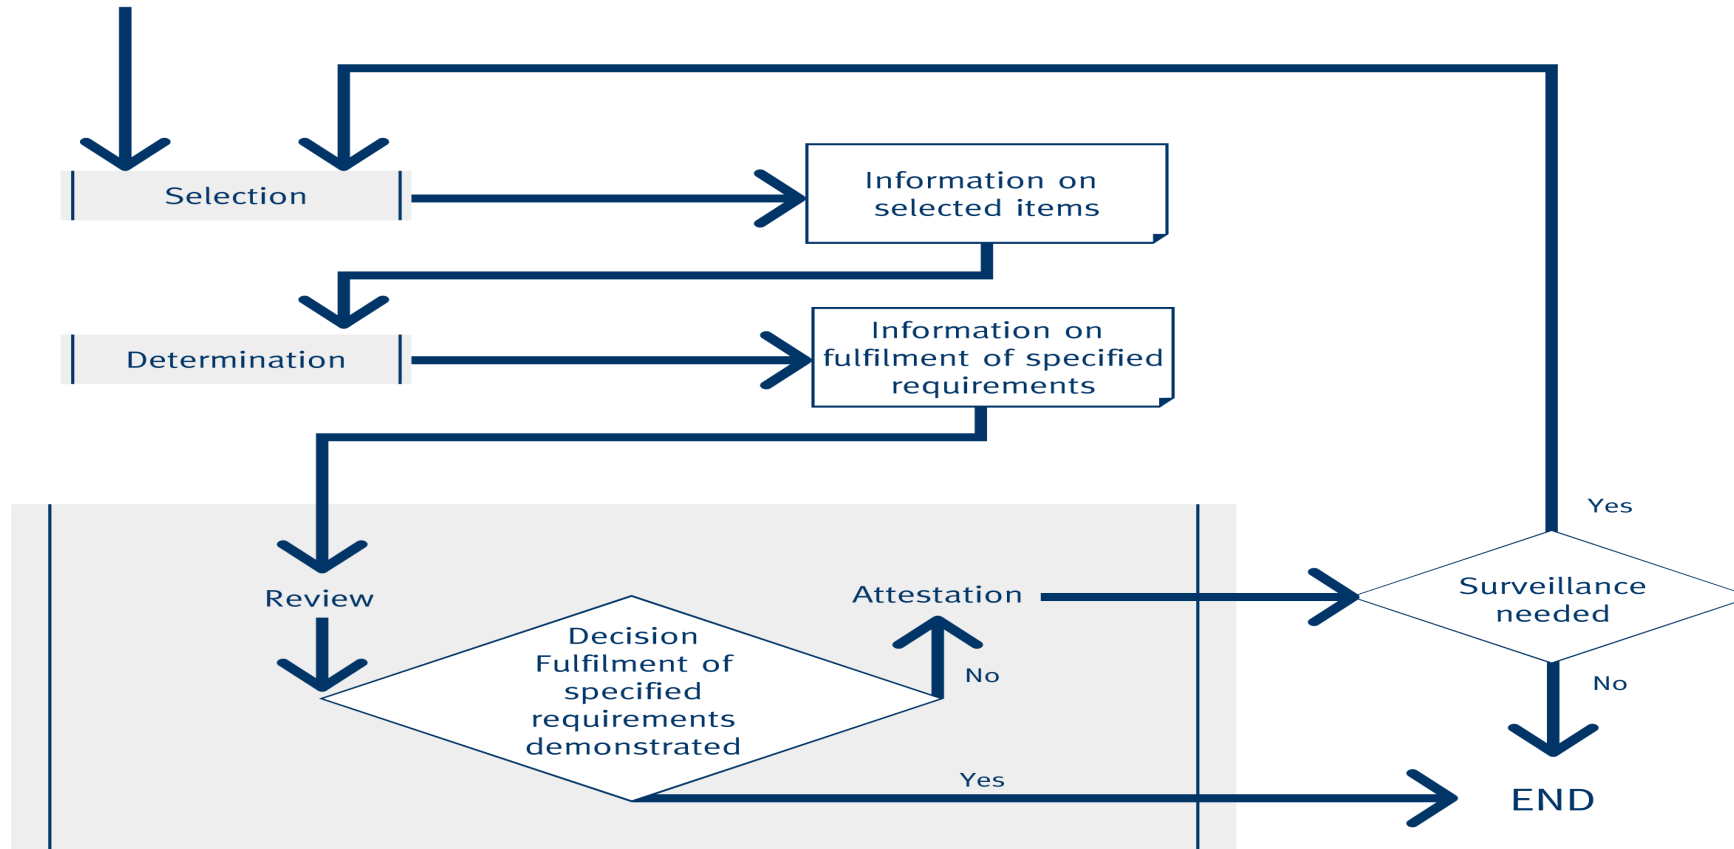 Selection
Information on
selected items
Determination
Information on
fulfilment of specified
requirements
Review
Decision
Fulfilment of
specified
requirements
demonstrated
Attestation
No
Yes
Yes
Surveillance
needed
No
END